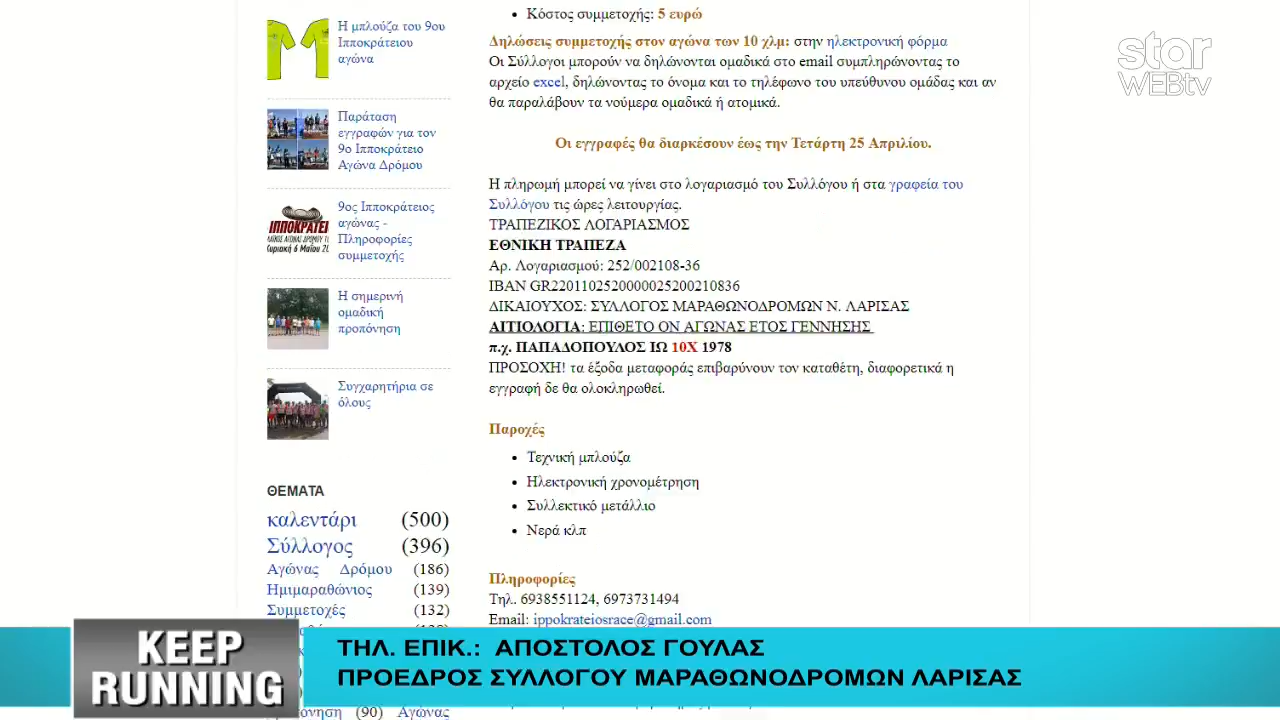 Η μπλούζα του 9ου
Ιπποκράτειου
αγώνα
Παράταση
εγγραφών για τον
9ο Ιπποκράτειο
Αγώνα Δρόμου
9ος Ιπποκράτειος
αγώνας -
Πληροφορίες
συμμετοχής
Η σημερινή
ομαδική
προπόνηση
Συγχαρητήρια σε
όλους
ΘΕΜΑΤΑ
καλεντάρι (500)
Σύλλογος (396)
Αγώνας Δρόμου (186)
Ημιμαραθώνιος (139)
Συμμετοχές (132)
(90) Αγώνας
Κόστος συμμετοχής: 5 ευρώ
Δηλώσεις συμμετοχής στον αγώνα των 10 χλμ: στην ηλεκτρονική φόρμα
Οι Σύλλογοι μπορούν να δηλώνονται ομαδικά στο email συμπληρώνοντας το
αρχείο excel, δηλώνοντας το όνομα και το τηλέφωνο του υπεύθυνου ομάδας και αν
θα παραλάβουν τα νούμερα ομαδικά ή ατομικά.
Οι εγγραφές θα διαρκέσουν έως την Τετάρτη 25 Απριλίου.
Η πληρωμή μπορεί να γίνει στο λογαριασμό του Συλλόγου ή στα γραφεία του
Συλλόγου τις ώρες λειτουργίας.
ΤΡΑΠΕΖΙΚΟΣ ΛΟΓΑΡΙΑΣΜΟΣ
ΕΘΝΙΚΗ ΤΡΑΠΕΖΑ
Αρ. Λογαριασμού: 252/002108-36
IBAN GR2201102520000025200210836
ΔΙΚΑΙΟΥΧΟΣ: ΣΥΛΛΟΓΟΣ ΜΑΡΑΘΩΝΟΔΡΟΜΩΝ Ν. ΛΑΡΙΣΑΣ
ΑΙΤΙΟΛΟΓΙΑ: ΕΠΙΘΕΤΟ ΟΝ ΑΓΩΝΑΣ ΕΤΟΣ ΓΕΝΝΗΣΗΣ
π.χ. ΠΑΠΑΔΟΠΟΥΛΟΣ ΙΩ 10Χ 1978
ΠΡΟΣΟΧΗ! τα έξοδα μεταφοράς επιβαρύνουν τον καταθέτη, διαφορετικά η
εγγραφή δε θα ολοκληρωθεί.
Παροχές
Τεχνική μπλούζα
Ηλεκτρονική χρονομέτρηση
Συλλεκτικό μετάλλιο
Νερά κλπ
Πληροφορίες
Τηλ. 6938551124, 6973731494
Email: ippokrateiosrace@gmail.com
star
WEBtv
KEEP
RUNNING
ΤΗΛ. ΕΠΙΚ.: ΑΠΟΣΤΟΛΟΣ ΓΟΥΛΑΣ
ΠΡΟΕΔΡΟΣ ΣΥΛΛΟΓΟΥ ΜΑΡΑΘΩΝΟΔΡΟΜΩΝ ΛΑΡΙΣΑΣ